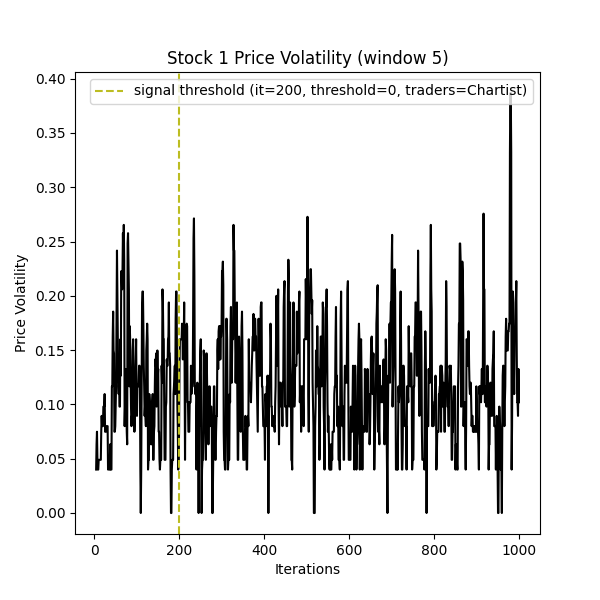 Stock 1 Price Volatility (window 5)
signal threshold (it=200, threshold=0, traders=Chartist)
Price Volatility
0.40
0.35
0.30
0.25
0.20
0.15
0.10
0.05
0.00
0 200 400 600 800 1000
Iterations